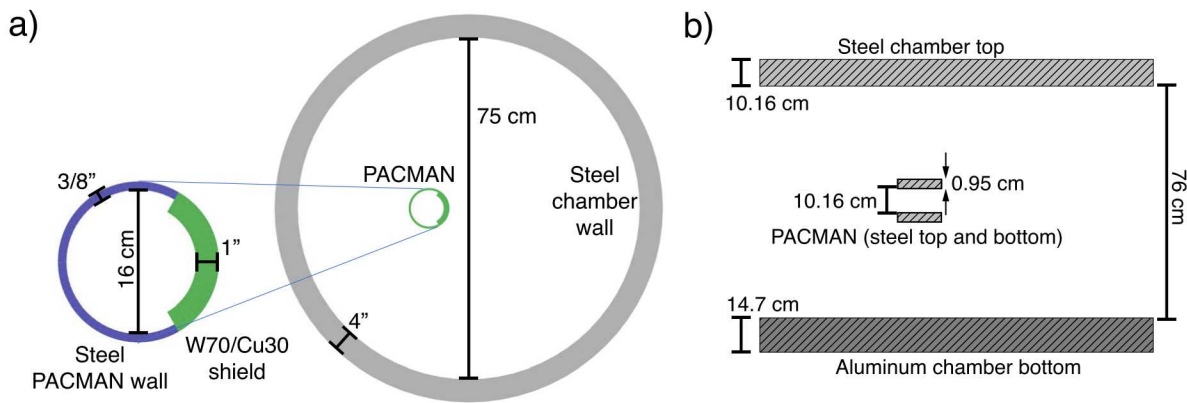 a)
3/8”
16 cm
1”
Steel
PACMAN wall
W70/Cu30
shield
PACMAN
75 cm
Steel
chamber
wall
4”
b)
Steel chamber top
10.16 cm
0.95 cm
10.16 cm
PACMAN (steel top and bottom)
76 cm
14.7 cm
Aluminum chamber bottom